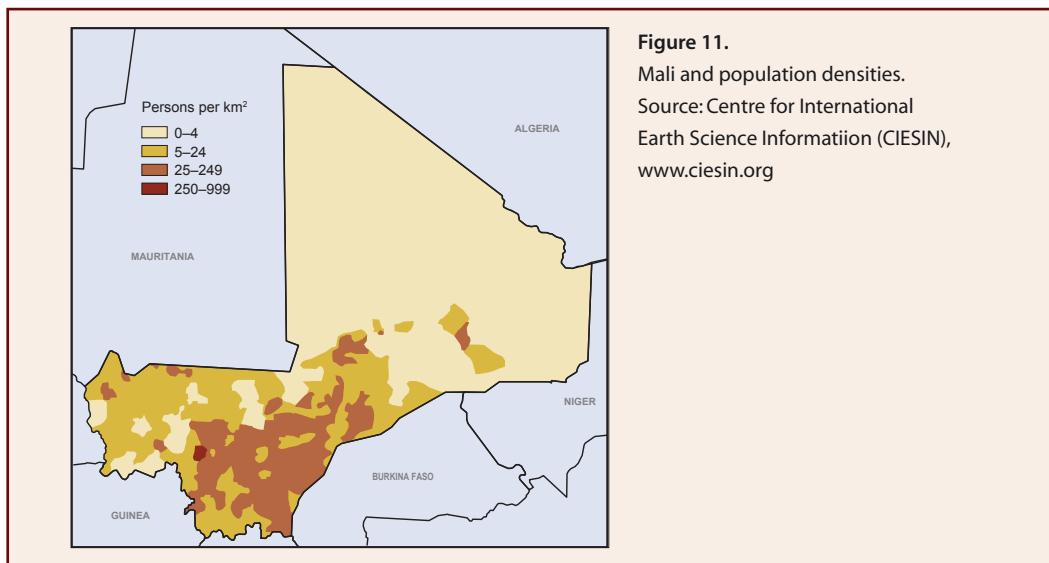 Persons per km²
0–4
5–24
25–249
250–999
ALGERIA
MAURITANIA
NIGER
BURKINA FASO
GUINEA
Figure 11.
Mali and population densities.
Source: Centre for International
Earth Science Informatiion (CIESIN),
www.ciesin.org